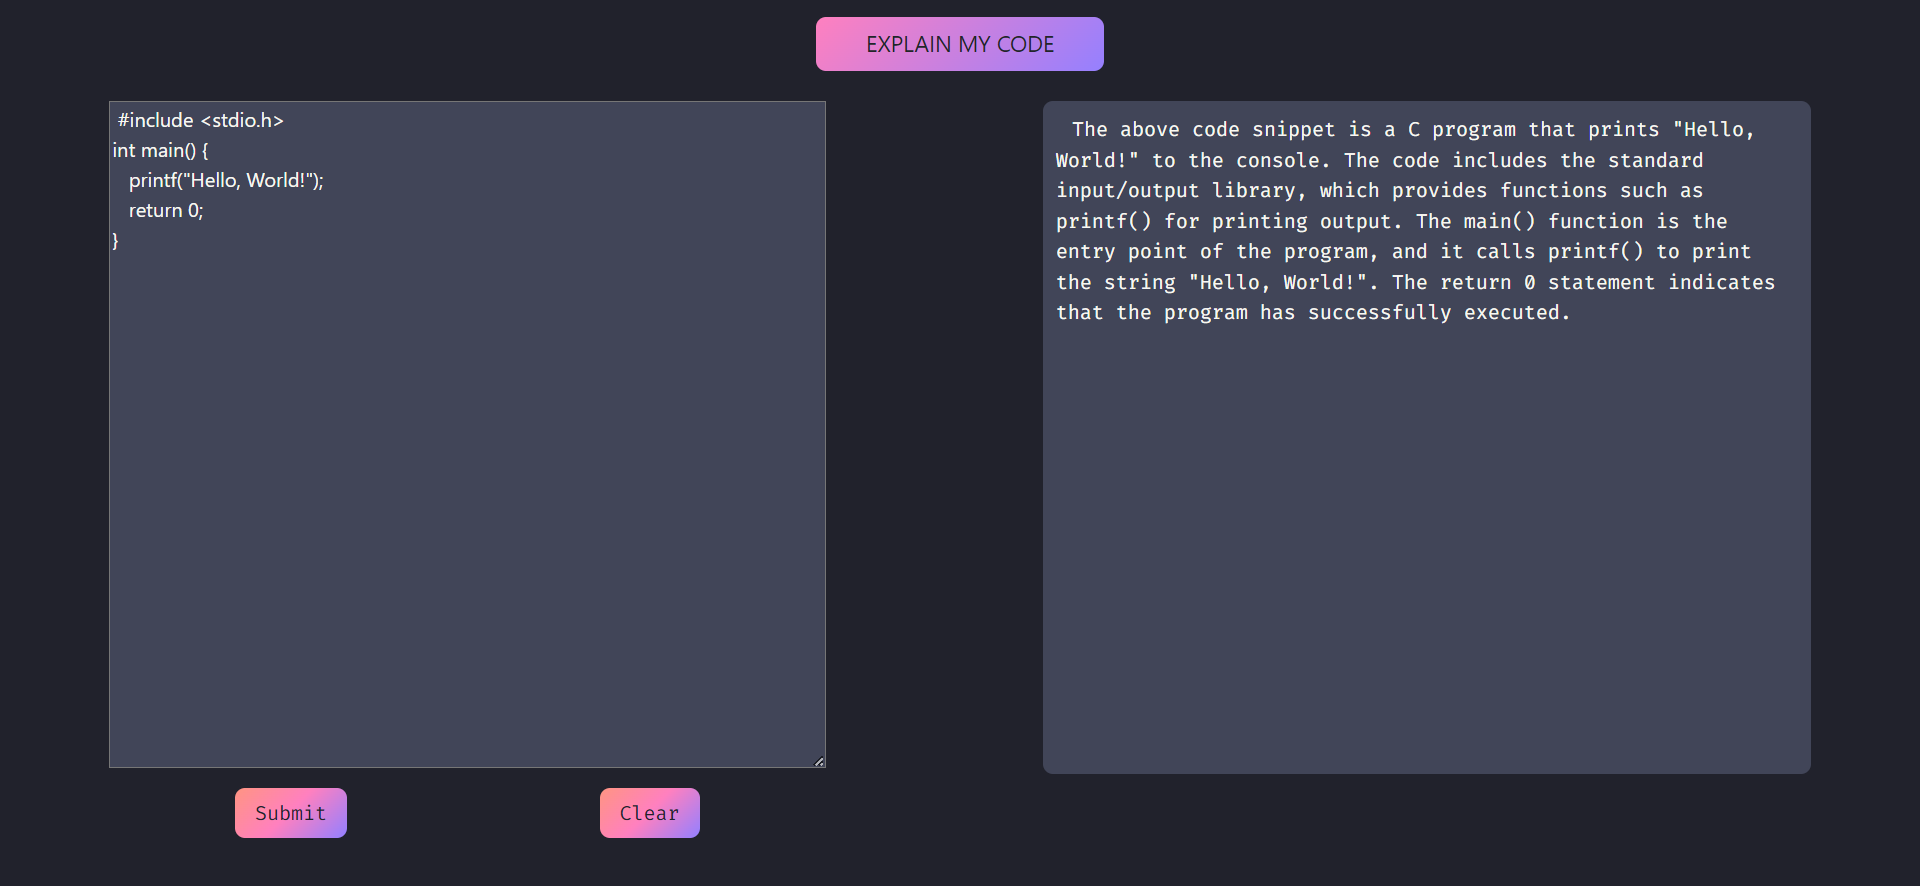 EXPLAIN MY CODE
#include <stdio.h>
int main() {
printf("Hello, World!");
return 0;
}
The above code snippet is a C program that prints "Hello,
World!" to the console. The code includes the standard
input/output library, which provides functions such as
printf() for printing output. The main() function is the
entry point of the program, and it calls printf() to print
the string "Hello, World!". The return 0 statement indicates
that the program has successfully executed.
Submit
Clear